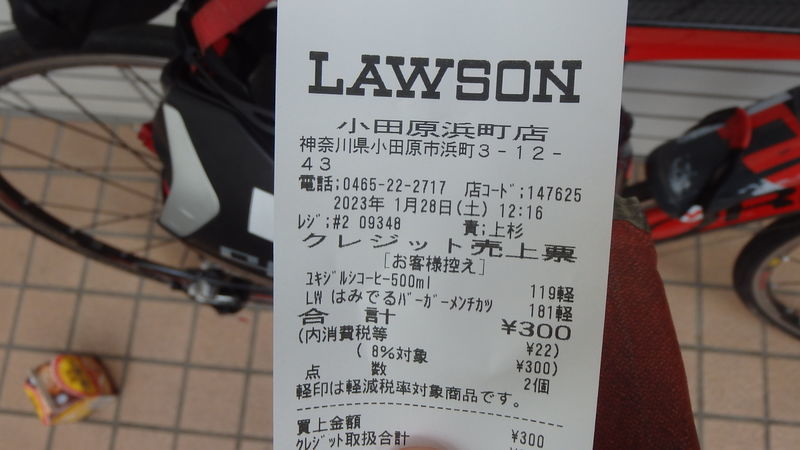 LAWSON
小田原浜町店
神奈川県小田原市浜町3-12-
43
電話;0465-22-2717 店コード;147625
2023年 1月28日(土) 12:16
レジ;#2 09348 責;上杉
クレジット売上票
[お客様控え]
ユキジルシコーヒー500ml 119軽
LW はみでるバーガーメンチカツ 181軽
合計 ¥300
(内消費税等 ¥22)
( 8%対象 ¥300)
点数 2個
軽印は軽減税率対象商品です。
買上金額 ¥300
クレジット取扱合計